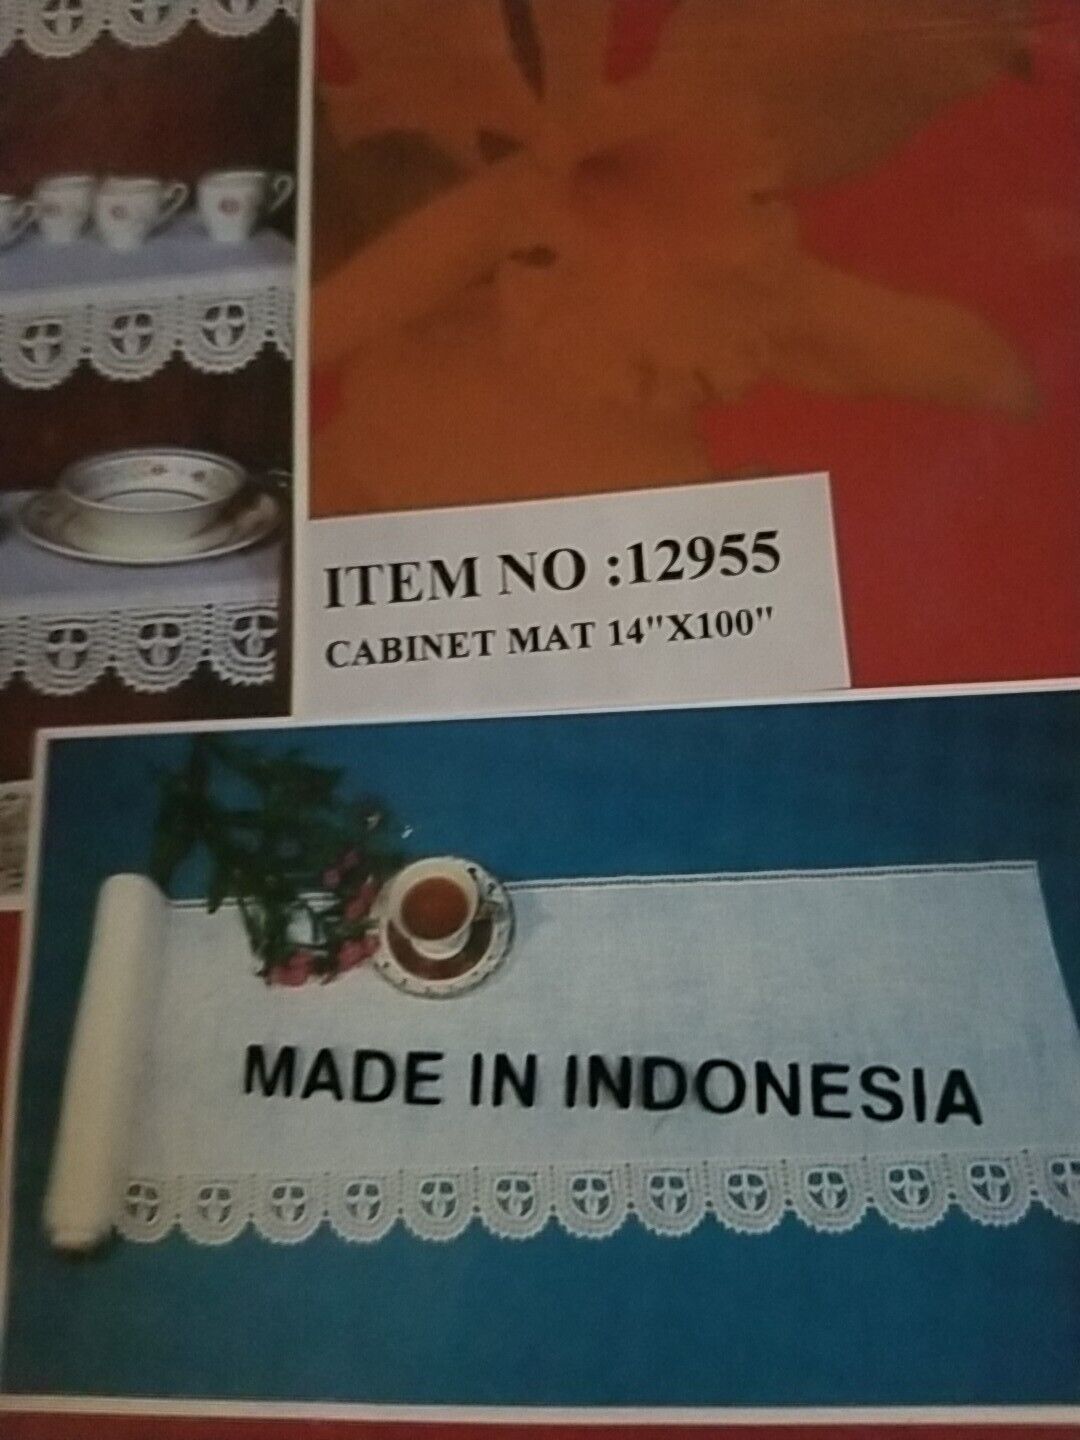 ITEM NO :12955
CABINET MAT 14"X100"
MADE IN INDONESIA